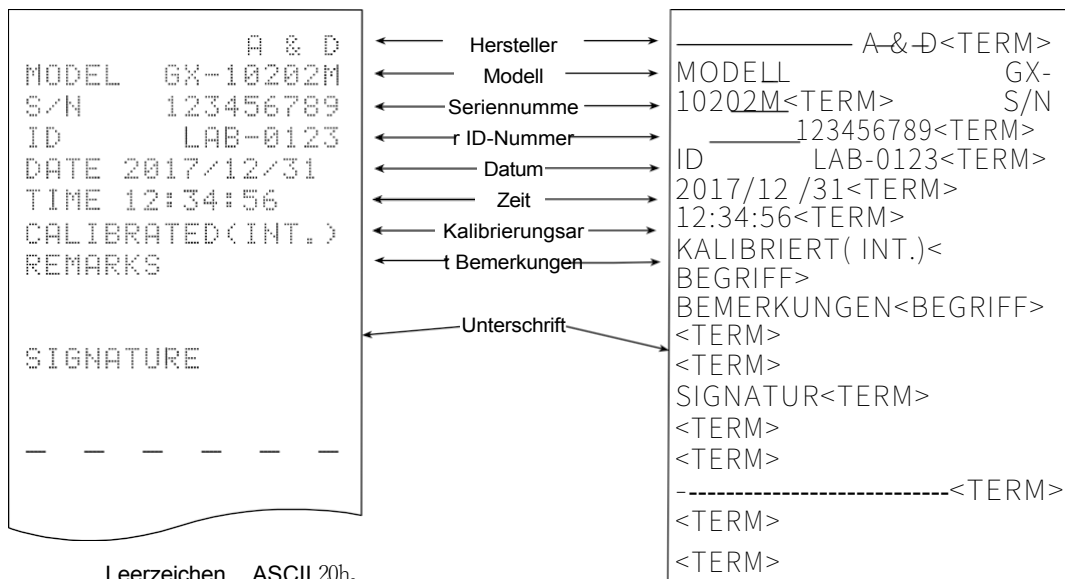 A & D
MODEL GX-10202M
S/N 123456789
ID LAB-0123
DATE 2017/12/31
TIME 12:34:56
CALIBRATED(INT.)
REMARKS
SIGNATURE
_ _ _ _ _ _
Leerzeichen ASCII 20h。
Hersteller
Modell
Seriennumme
r ID-Nummer
Datum
Zeit
Kalibrierungsar
t Bemerkungen
Unterschrift
A & D<TERM>
MODELL GX-
10202M<TERM> S/N
123456789<TERM>
ID LAB-0123<TERM>
2017/12 /31<TERM>
12:34:56<TERM>
KALIBRIERT( INT.)<
BEGRIFF>
BEMERKUNGEN<BEGRIFF>
<TERM>
<TERM>
SIGNATUR<TERM>
<TERM>
<TERM>
-----------------------------<TERM>
<TERM>
<TERM>